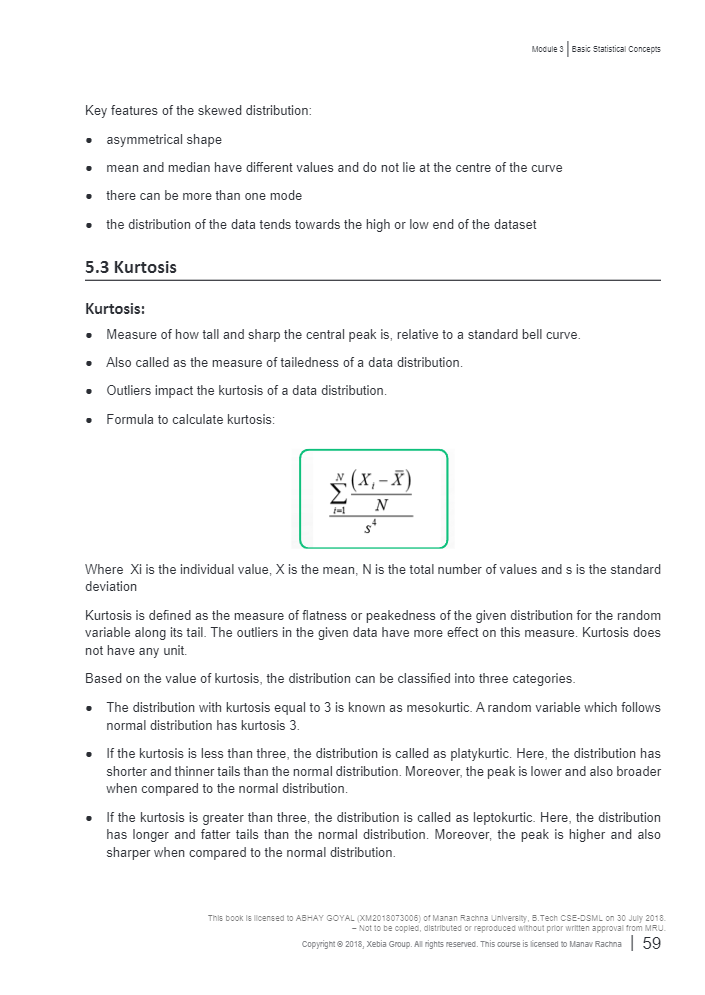 Module 3 | Basic Statistical Concepts
Key features of the skewed distribution:
● asymmetrical shape
● mean and median have different values and do not lie at the centre of the curve
● there can be more than one mode
● the distribution of the data tends towards the high or low end of the dataset
5.3 Kurtosis
Kurtosis:
● Measure of how tall and sharp the central peak is, relative to a standard bell curve.
● Also called as the measure of tailedness of a data distribution.
● Outliers impact the kurtosis of a data distribution.
● Formula to calculate kurtosis:
N
∑ (Xᵢ – X̄)
i=1 N
s⁴
Where Xi is the individual value, X is the mean, N is the total number of values and s is the standard
deviation
Kurtosis is defined as the measure of flatness or peakedness of the given distribution for the random
variable along its tail. The outliers in the given data have more effect on this measure. Kurtosis does
not have any unit.
Based on the value of kurtosis, the distribution can be classified into three categories.
● The distribution with kurtosis equal to 3 is known as mesokurtic. A random variable which follows
normal distribution has kurtosis 3.
● If the kurtosis is less than three, the distribution is called as platykurtic. Here, the distribution has
shorter and thinner tails than the normal distribution. Moreover, the peak is lower and also broader
when compared to the normal distribution.
● If the kurtosis is greater than three, the distribution is called as leptokurtic. Here, the distribution
has longer and fatter tails than the normal distribution. Moreover, the peak is higher and also
sharper when compared to the normal distribution.
This book is licensed to ABHAY GOYAL (XM2018073006) of Manan Rachna University, B.Tech CSE-DSML on 30 July 2018.
– Not to be copied, distributed or reproduced without prior written approval from MRU.
Copyright © 2018, Xebia Group. All rights reserved. This course is licensed to Manav Rachna | 59